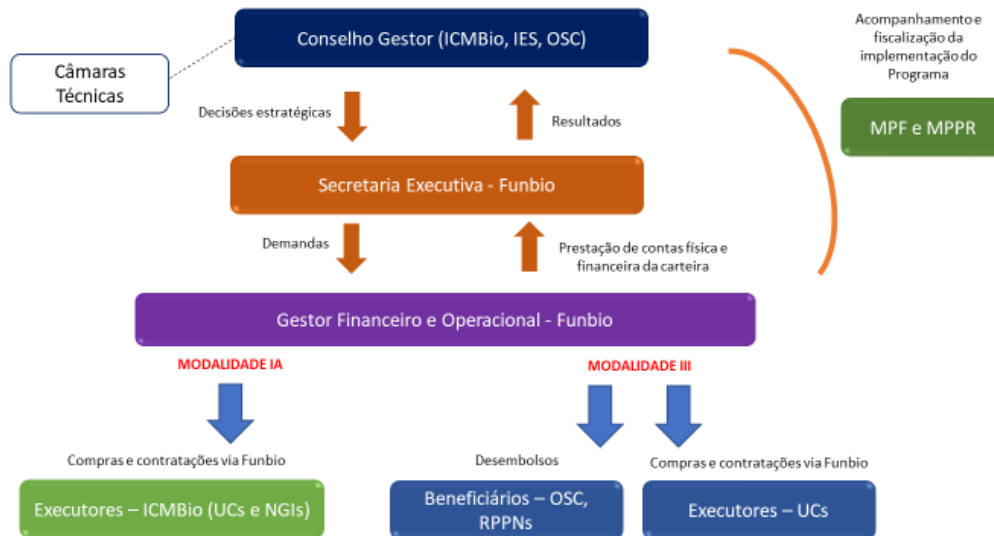 Conselho Gestor (ICMBio, IES, OSC)
Acompanhamento e
fiscalização da
implementação do
Programa
Câmaras
Técnicas
Decisões estratégicas
Resultados
MPF e MPPR
Secretaria Executiva - Funbio
Demandas
Prestação de contas física e
financeira da carteira
Gestor Financeiro e Operacional - Funbio
MODALIDADE IA
MODALIDADE III
Compras e contratações via Funbio
Desembolsos
Compras e contratações via Funbio
Executores – ICMBio (UCs e NGIs)
Beneficiários – OSC,
RPPNs
Executores – UCs